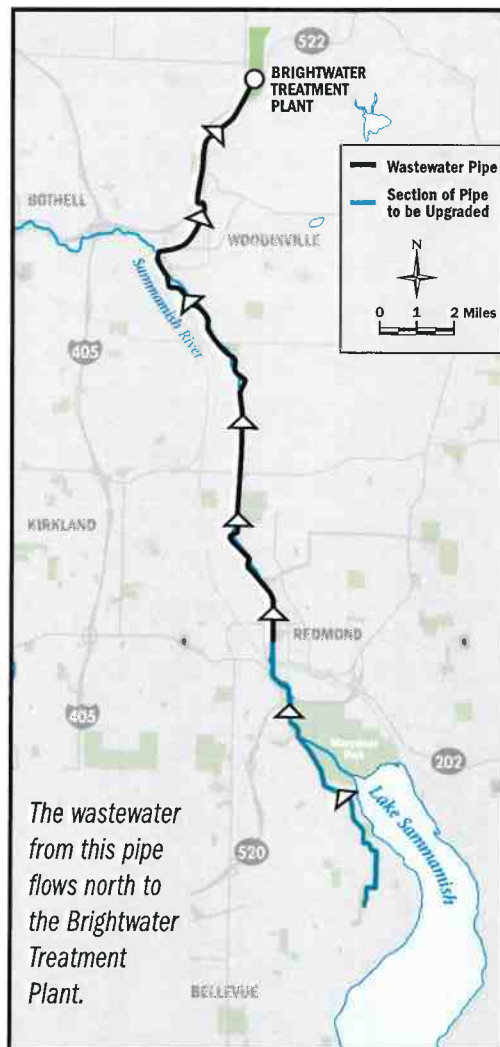 522
BRIGHTWATER
TREATMENT
PLANT
Wastewater Pipe
Section of Pipe
to be Upgraded
N
0 1 2 Miles
BOTHELL
WOODINVILLE
Sammamish River
405
KIRKLAND
REDMOND
405
Marymoor
Park
202
Lake Sammamish
520
The wastewater
from this pipe
flows north to
the Brightwater
Treatment
Plant.
BELLEVUE